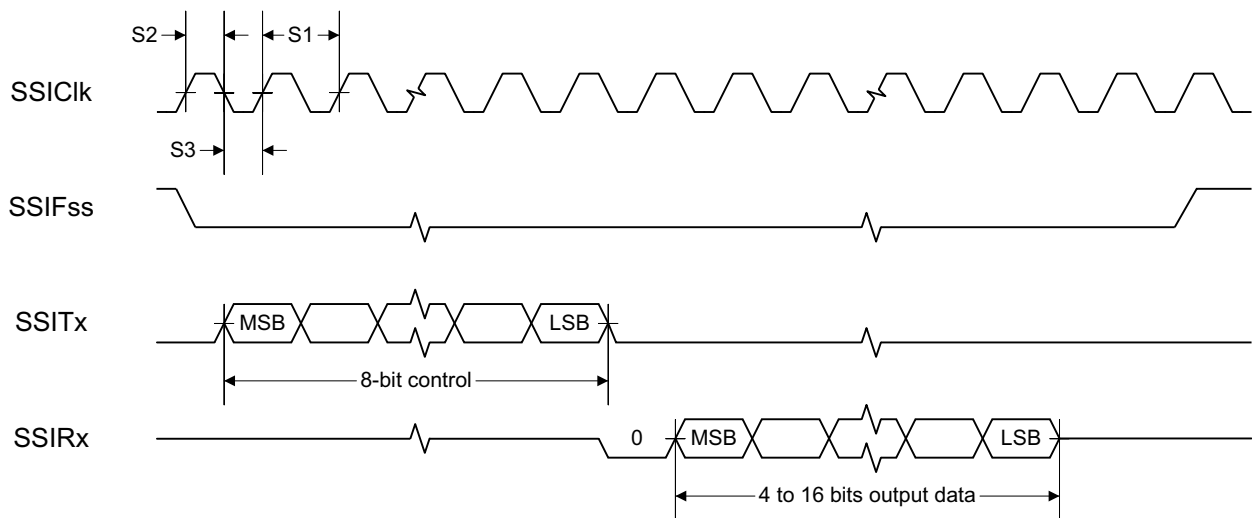 S2
S1
SSIClk
S3
SSIFss
SSITx
MSB
LSB
8-bit control
SSIRx
0
MSB
LSB
4 to 16 bits output data